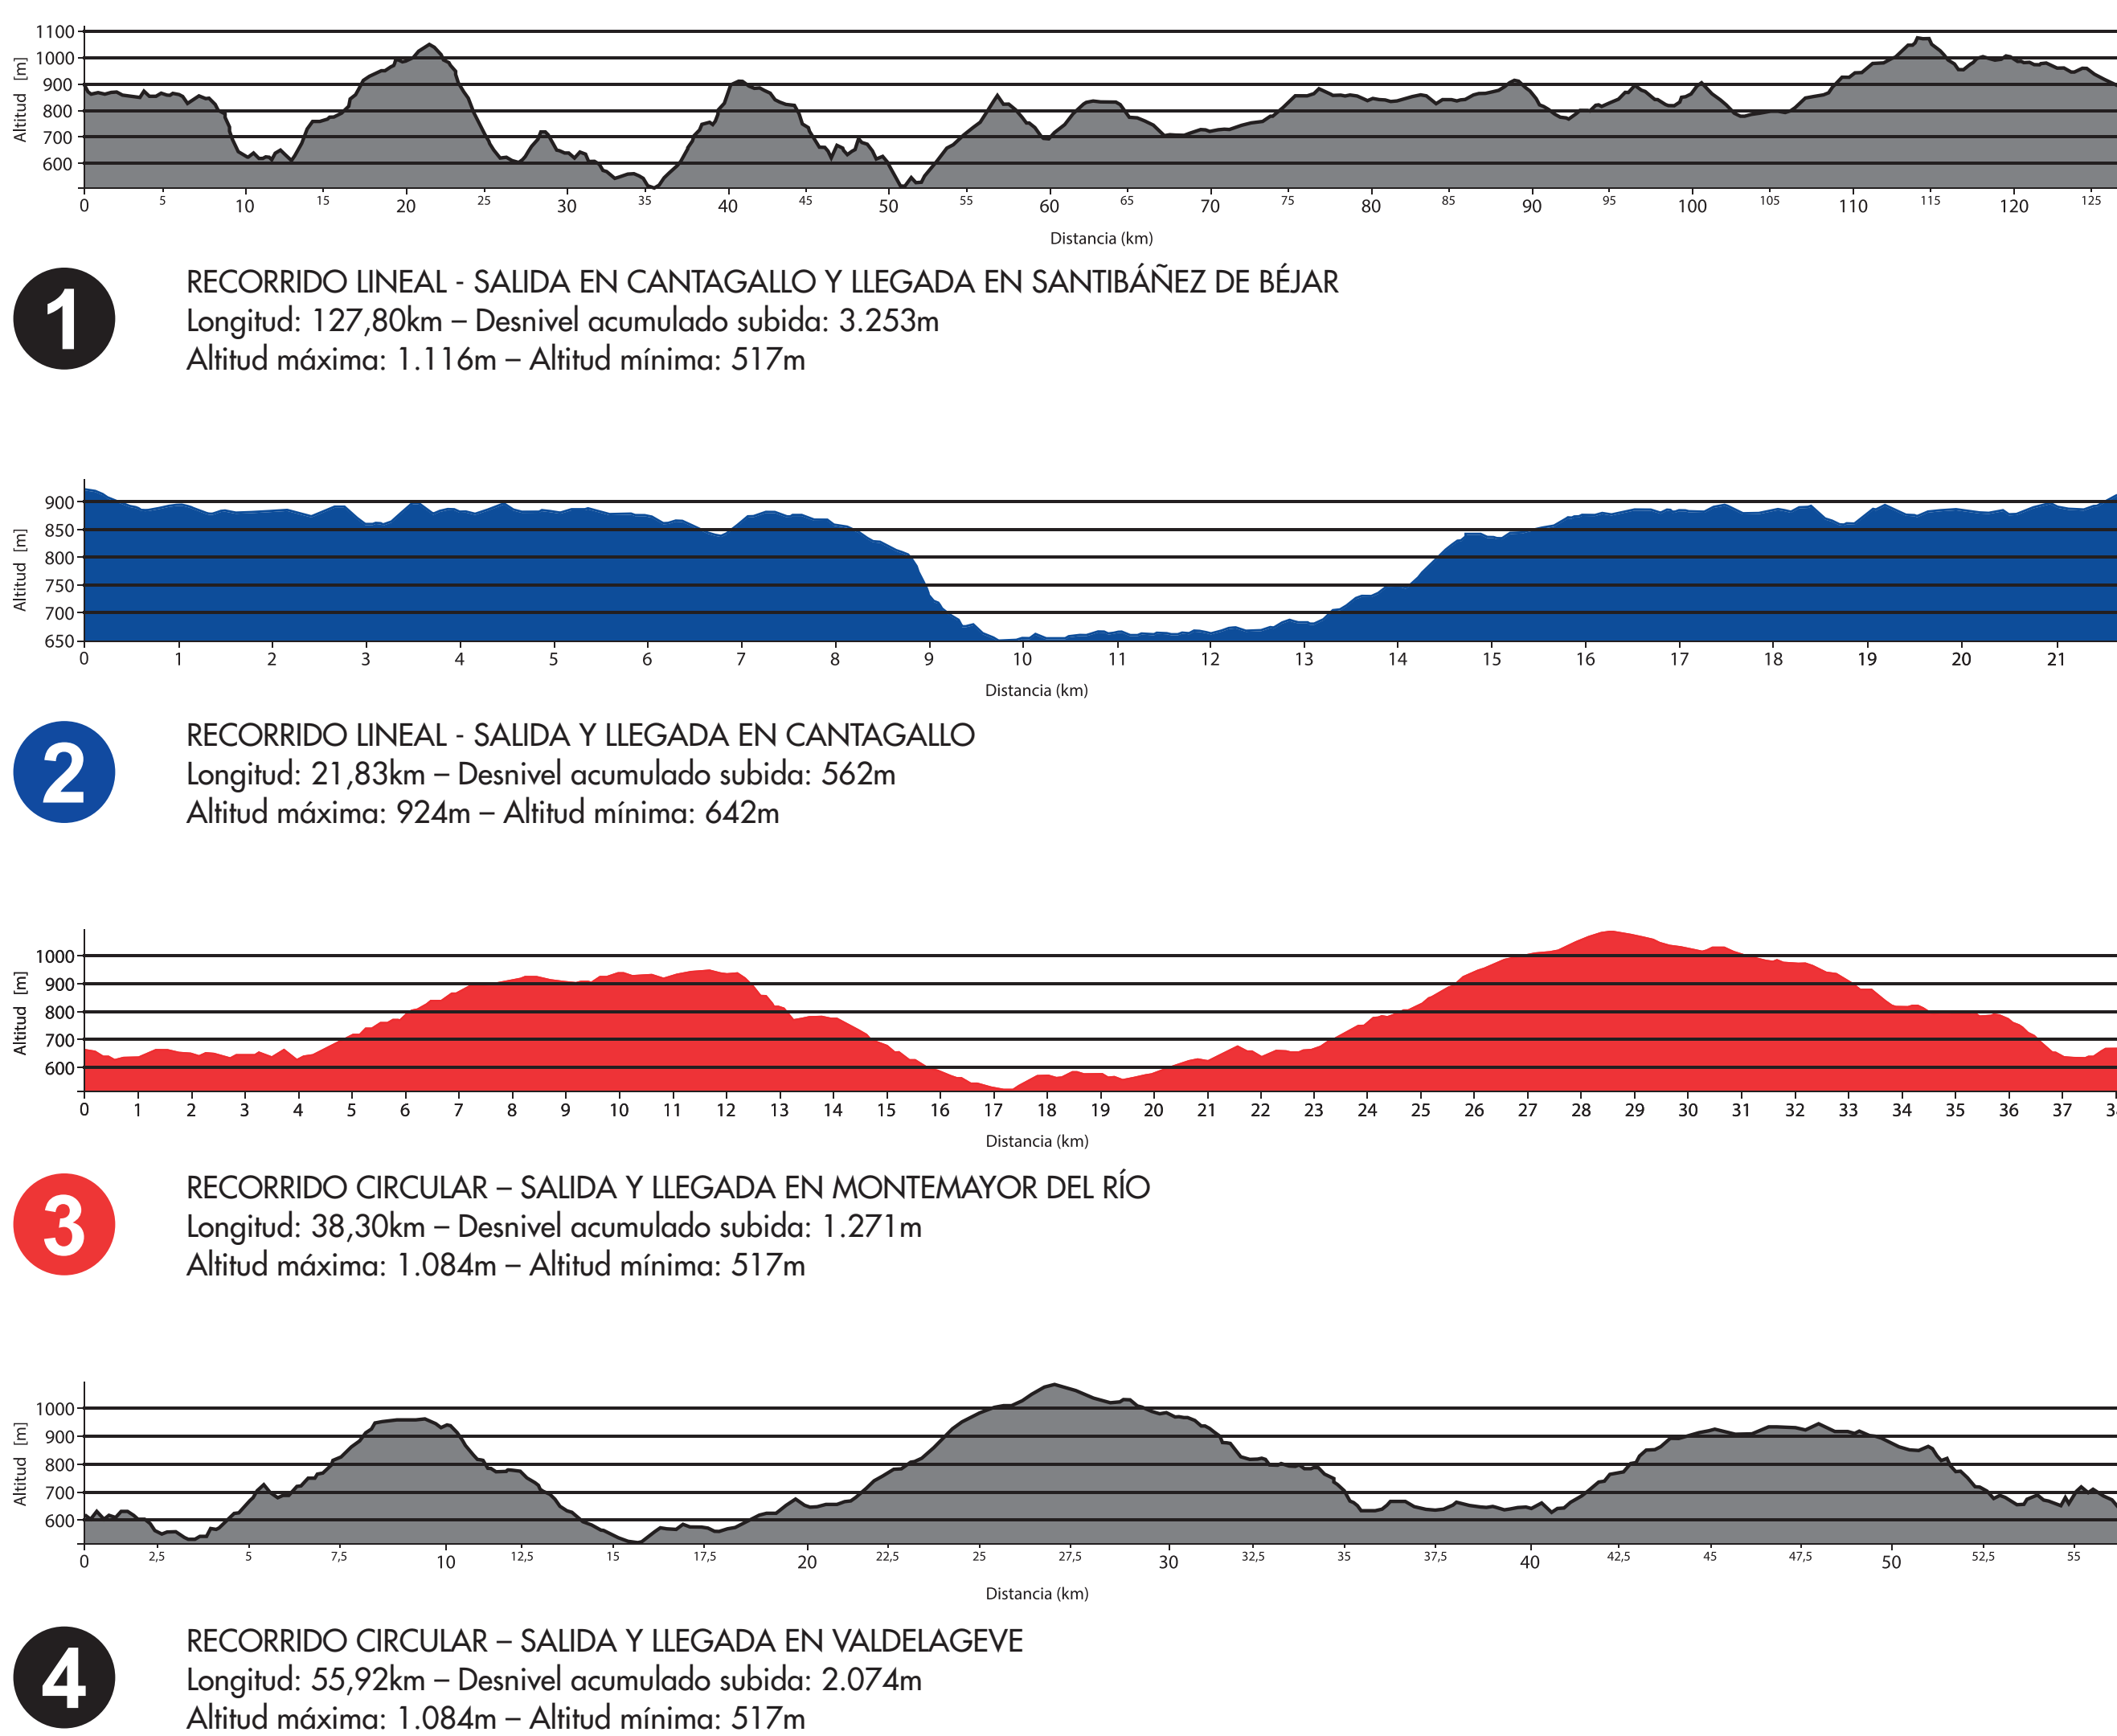 1100
1000
900
800
700
600
Altitud [m]
0 5 10 15 20 25 30 35 40 45 50 55 60 65 70 75 80 85 90 95 100 105 110 115 120 125
Distancia (km)
1
RECORRIDO LINEAL - SALIDA EN CANTAGALLO Y LLEGADA EN SANTIBÁÑEZ DE BÉJAR
Longitud: 127,80km – Desnivel acumulado subida: 3.253m
Altitud máxima: 1.116m – Altitud mínima: 517m
900
850
800
750
700
650
Altitud [m]
0 1 2 3 4 5 6 7 8 9 10 11 12 13 14 15 16 17 18 19 20 21
Distancia (km)
2
RECORRIDO LINEAL - SALIDA Y LLEGADA EN CANTAGALLO
Longitud: 21,83km – Desnivel acumulado subida: 562m
Altitud máxima: 924m – Altitud mínima: 642m
1000
900
800
700
600
Altitud [m]
0 1 2 3 4 5 6 7 8 9 10 11 12 13 14 15 16 17 18 19 20 21 22 23 24 25 26 27 28 29 30 31 32 33 34 35 36 37
Distancia (km)
3
RECORRIDO CIRCULAR – SALIDA Y LLEGADA EN MONTEMAYOR DEL RÍO
Longitud: 38,30km – Desnivel acumulado subida: 1.271m
Altitud máxima: 1.084m – Altitud mínima: 517m
1000
900
800
700
600
Altitud [m]
0 2,5 5 7,5 10 12,5 15 17,5 20 22,5 25 27,5 30 32,5 35 37,5 40 42,5 45 47,5 50 52,5 55
Distancia (km)
4
RECORRIDO CIRCULAR – SALIDA Y LLEGADA EN VALDELAGEVE
Longitud: 55,92km – Desnivel acumulado subida: 2.074m
Altitud máxima: 1.084m – Altitud mínima: 517m